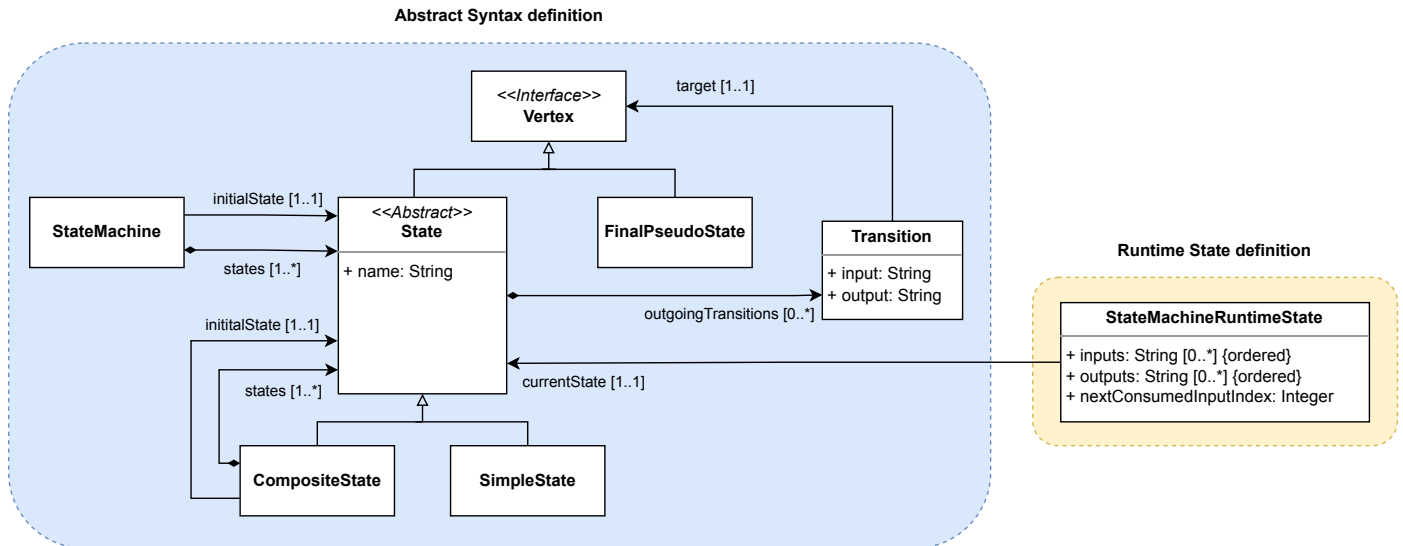 Abstract Syntax definition
<<Interface>>
Vertex
target [1..1]
StateMachine
initialState [1..1]
states [1..*]
<<Abstract>>
State
+ name: String
FinalPseudoState
Transition
+ input: String
+ output: String
outgoingTransitions [0..*]
inititalState [1..1]
states [1..*]
currentState [1..1]
CompositeState
SimpleState
Runtime State definition
StateMachineRuntimeState
+ inputs: String [0..*] {ordered}
+ outputs: String [0..*] {ordered}
+ nextConsumedInputIndex: Integer